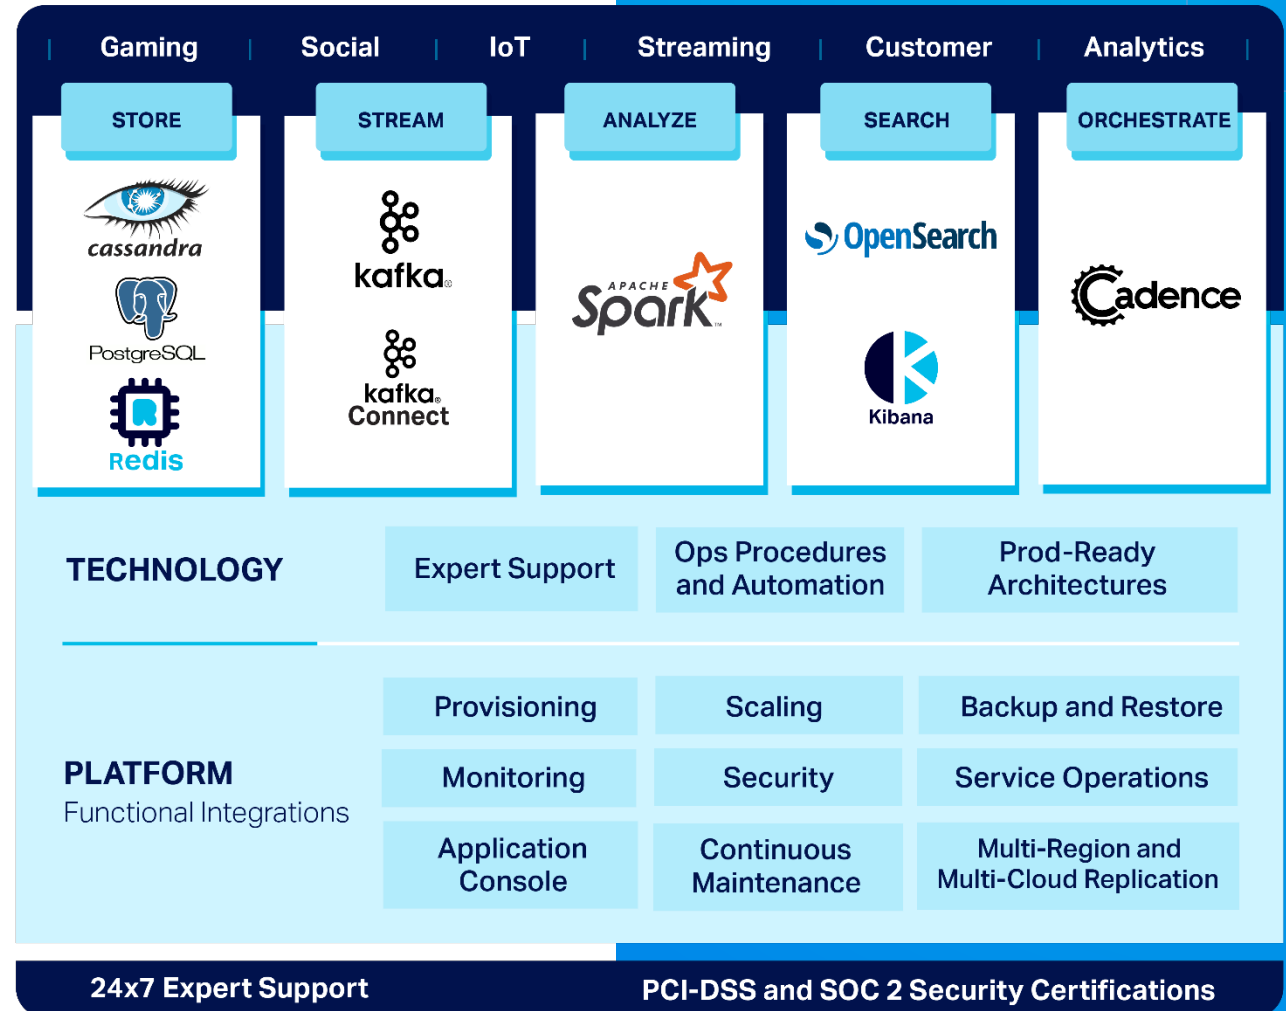 Gaming
Social
IoT
Streaming
Customer
Analytics
STORE
STREAM
ANALYZE
SEARCH
ORCHESTRATE
cassandra
PostgreSQL
Redis
kafka®
kafka®
Connect
APACHE
Spark™
OpenSearch
Kibana
Cadence
TECHNOLOGY
Expert Support
Ops Procedures
and Automation
Prod-Ready
Architectures
PLATFORM
Functional Integrations
Provisioning
Scaling
Backup and Restore
Monitoring
Security
Service Operations
Application
Console
Continuous
Maintenance
Multi-Region and
Multi-Cloud Replication
24x7 Expert Support
PCI-DSS and SOC 2 Security Certifications